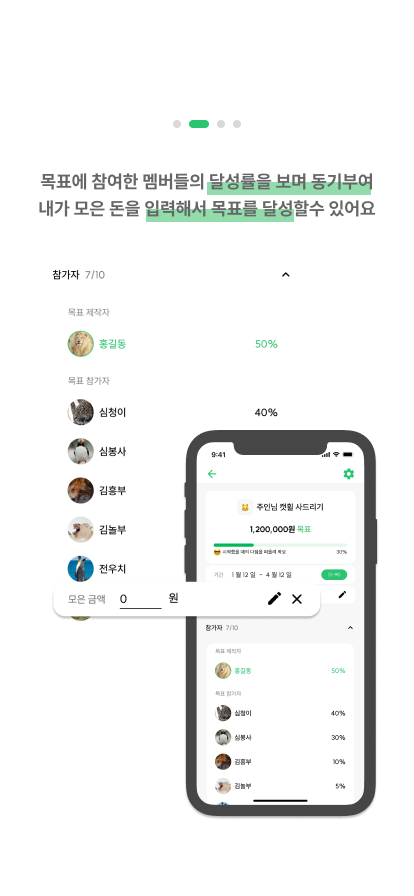 목표에 참여한 멤버들의 달성률을 보며 동기부여
내가 모은 돈을 입력해서 목표를 달성할수 있어요
참가자 7/10
목표 제작자
홍길동 50%
목표 참가자
심청이 40%
심봉사
김흥부
김놀부
전우치
모은 금액 0 원
9:41
주인님 캣휠 사드리기
1,200,000원 목표
30%
기간 1 월 12 일 ~ 4 월 12 일
참가자 7/10
목표 제작자
홍길동 50%
목표 참가자
심청이 40%
심봉사 30%
김흥부 10%
김놀부 5%